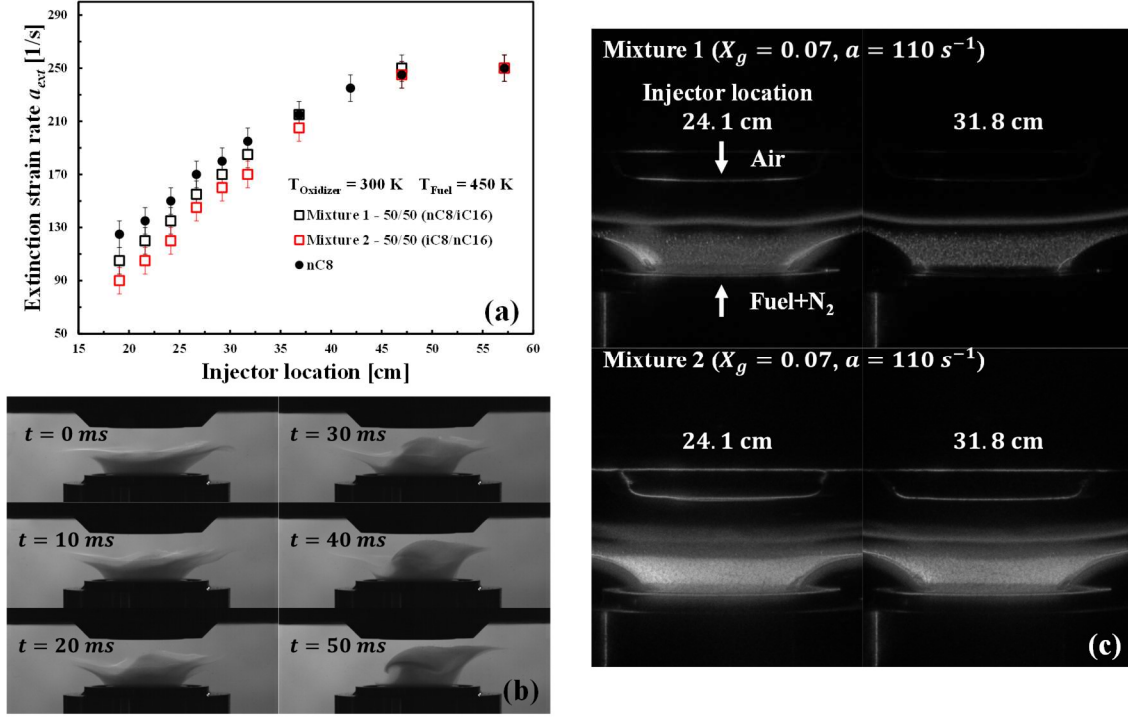 Extinction strain rate a_ext [1/s]
290
250
210
170
130
90
50
T_Oxidizer = 300 K T_Fuel = 450 K
Mixture 1 - 50/50 (nC8/iC16)
Mixture 2 - 50/50 (iC8/nC16)
nC8
(a)
15 20 25 30 35 40 45 50 55 60
Injector location [cm]
t = 0 ms
t = 30 ms
t = 10 ms
t = 40 ms
t = 20 ms
t = 50 ms
(b)
Mixture 1 (X_g = 0.07, a = 110 s⁻¹)
Injector location
24.1 cm
31.8 cm
Air
Fuel+N₂
Mixture 2 (X_g = 0.07, a = 110 s⁻¹)
24.1 cm
31.8 cm
(c)